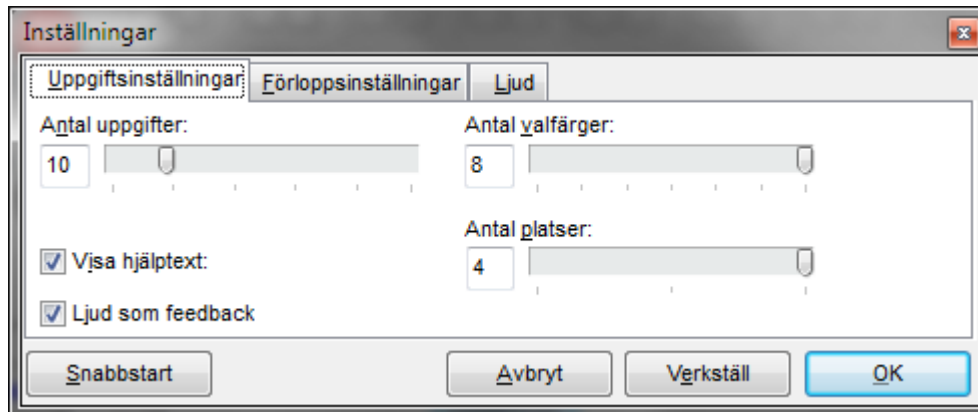 Inställningar
Uppgiftsinställningar Förloppsinställningar Ljud
Antal uppgifter: Antal valfärger:
10 8
Antal platser:
Visa hjälptext: 4
Ljud som feedback
Snabbstart Avbryt Verkställ OK